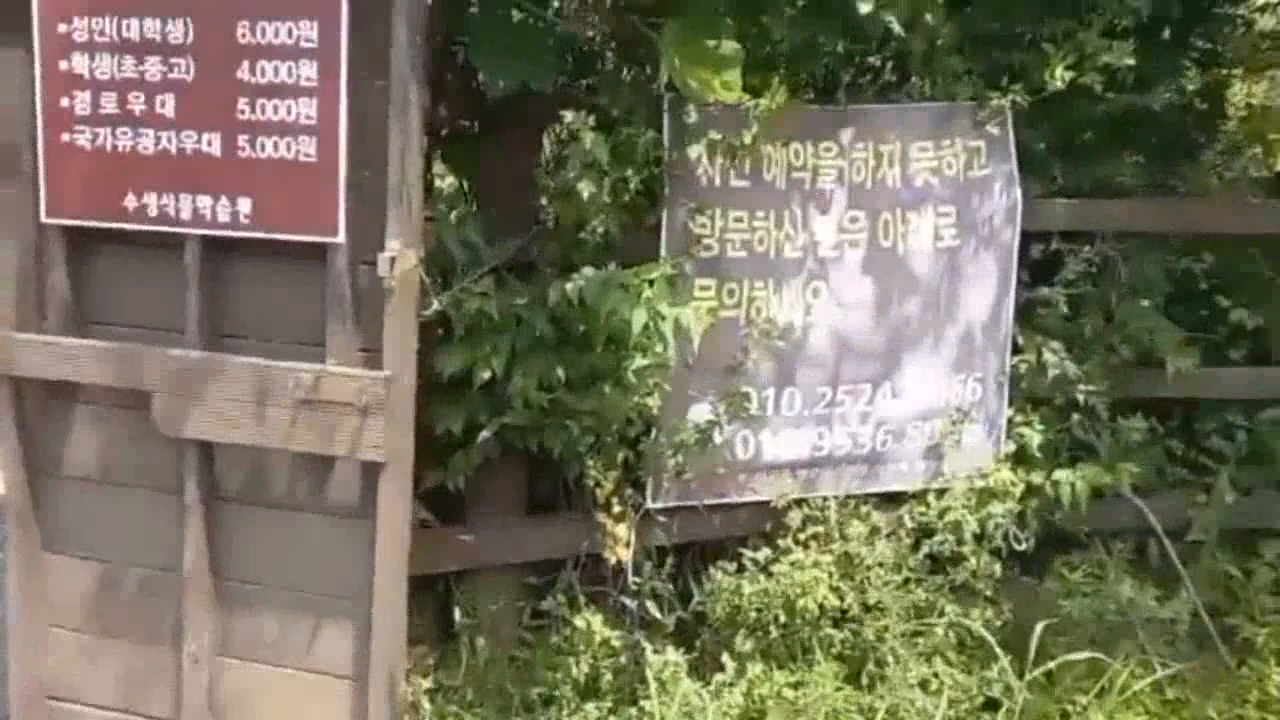 ▪성인(대학생) 6.000원
▪학생(초·중·고) 4.000원
▪경로우대 5.000원
▪국가유공자우대 5.000원
수생식물학습원
사전 예약을 하지 못하고
방문하신 분은 아래로
문의하세요